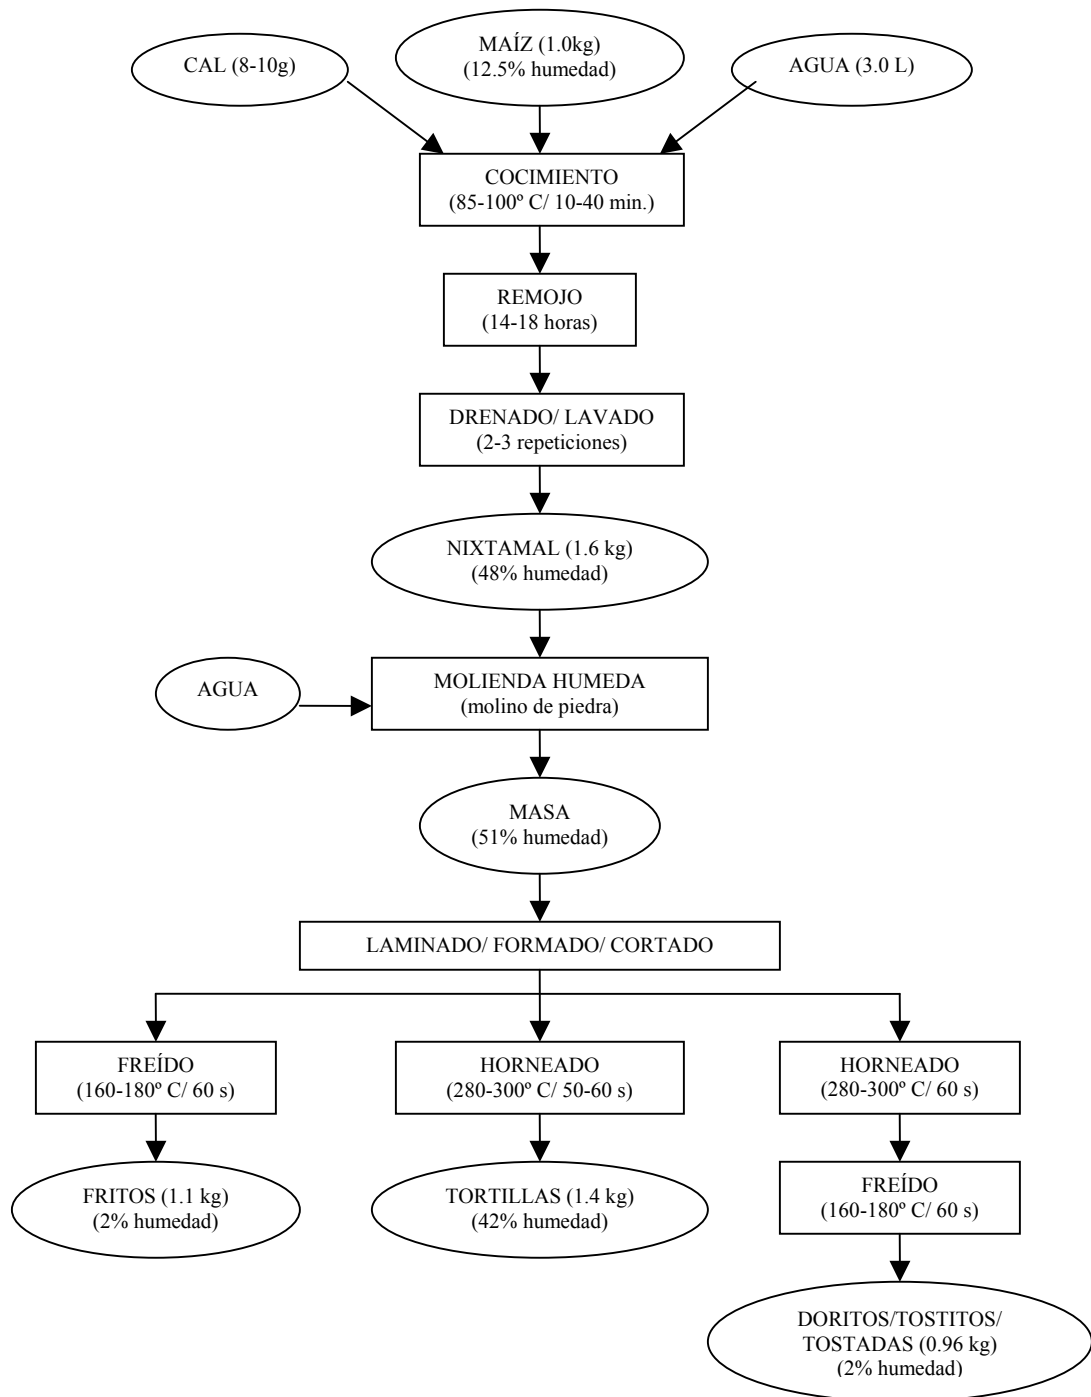 CAL (8-10g)
MAÍZ (1.0kg)
(12.5% humedad)
AGUA (3.0 L)
COCIMIENTO
(85-100º C/ 10-40 min.)
REMOJO
(14-18 horas)
DRENADO/ LAVADO
(2-3 repeticiones)
NIXTAMAL (1.6 kg)
(48% humedad)
AGUA
MOLIENDA HUMEDA
(molino de piedra)
MASA
(51% humedad)
LAMINADO/ FORMADO/ CORTADO
FREÍDO
(160-180º C/ 60 s)
HORNEADO
(280-300º C/ 50-60 s)
HORNEADO
(280-300º C/ 60 s)
FRITOS (1.1 kg)
(2% humedad)
TORTILLAS (1.4 kg)
(42% humedad)
FREÍDO
(160-180º C/ 60 s)
DORITOS/TOSTITOS/
TOSTADAS (0.96 kg)
(2% humedad)